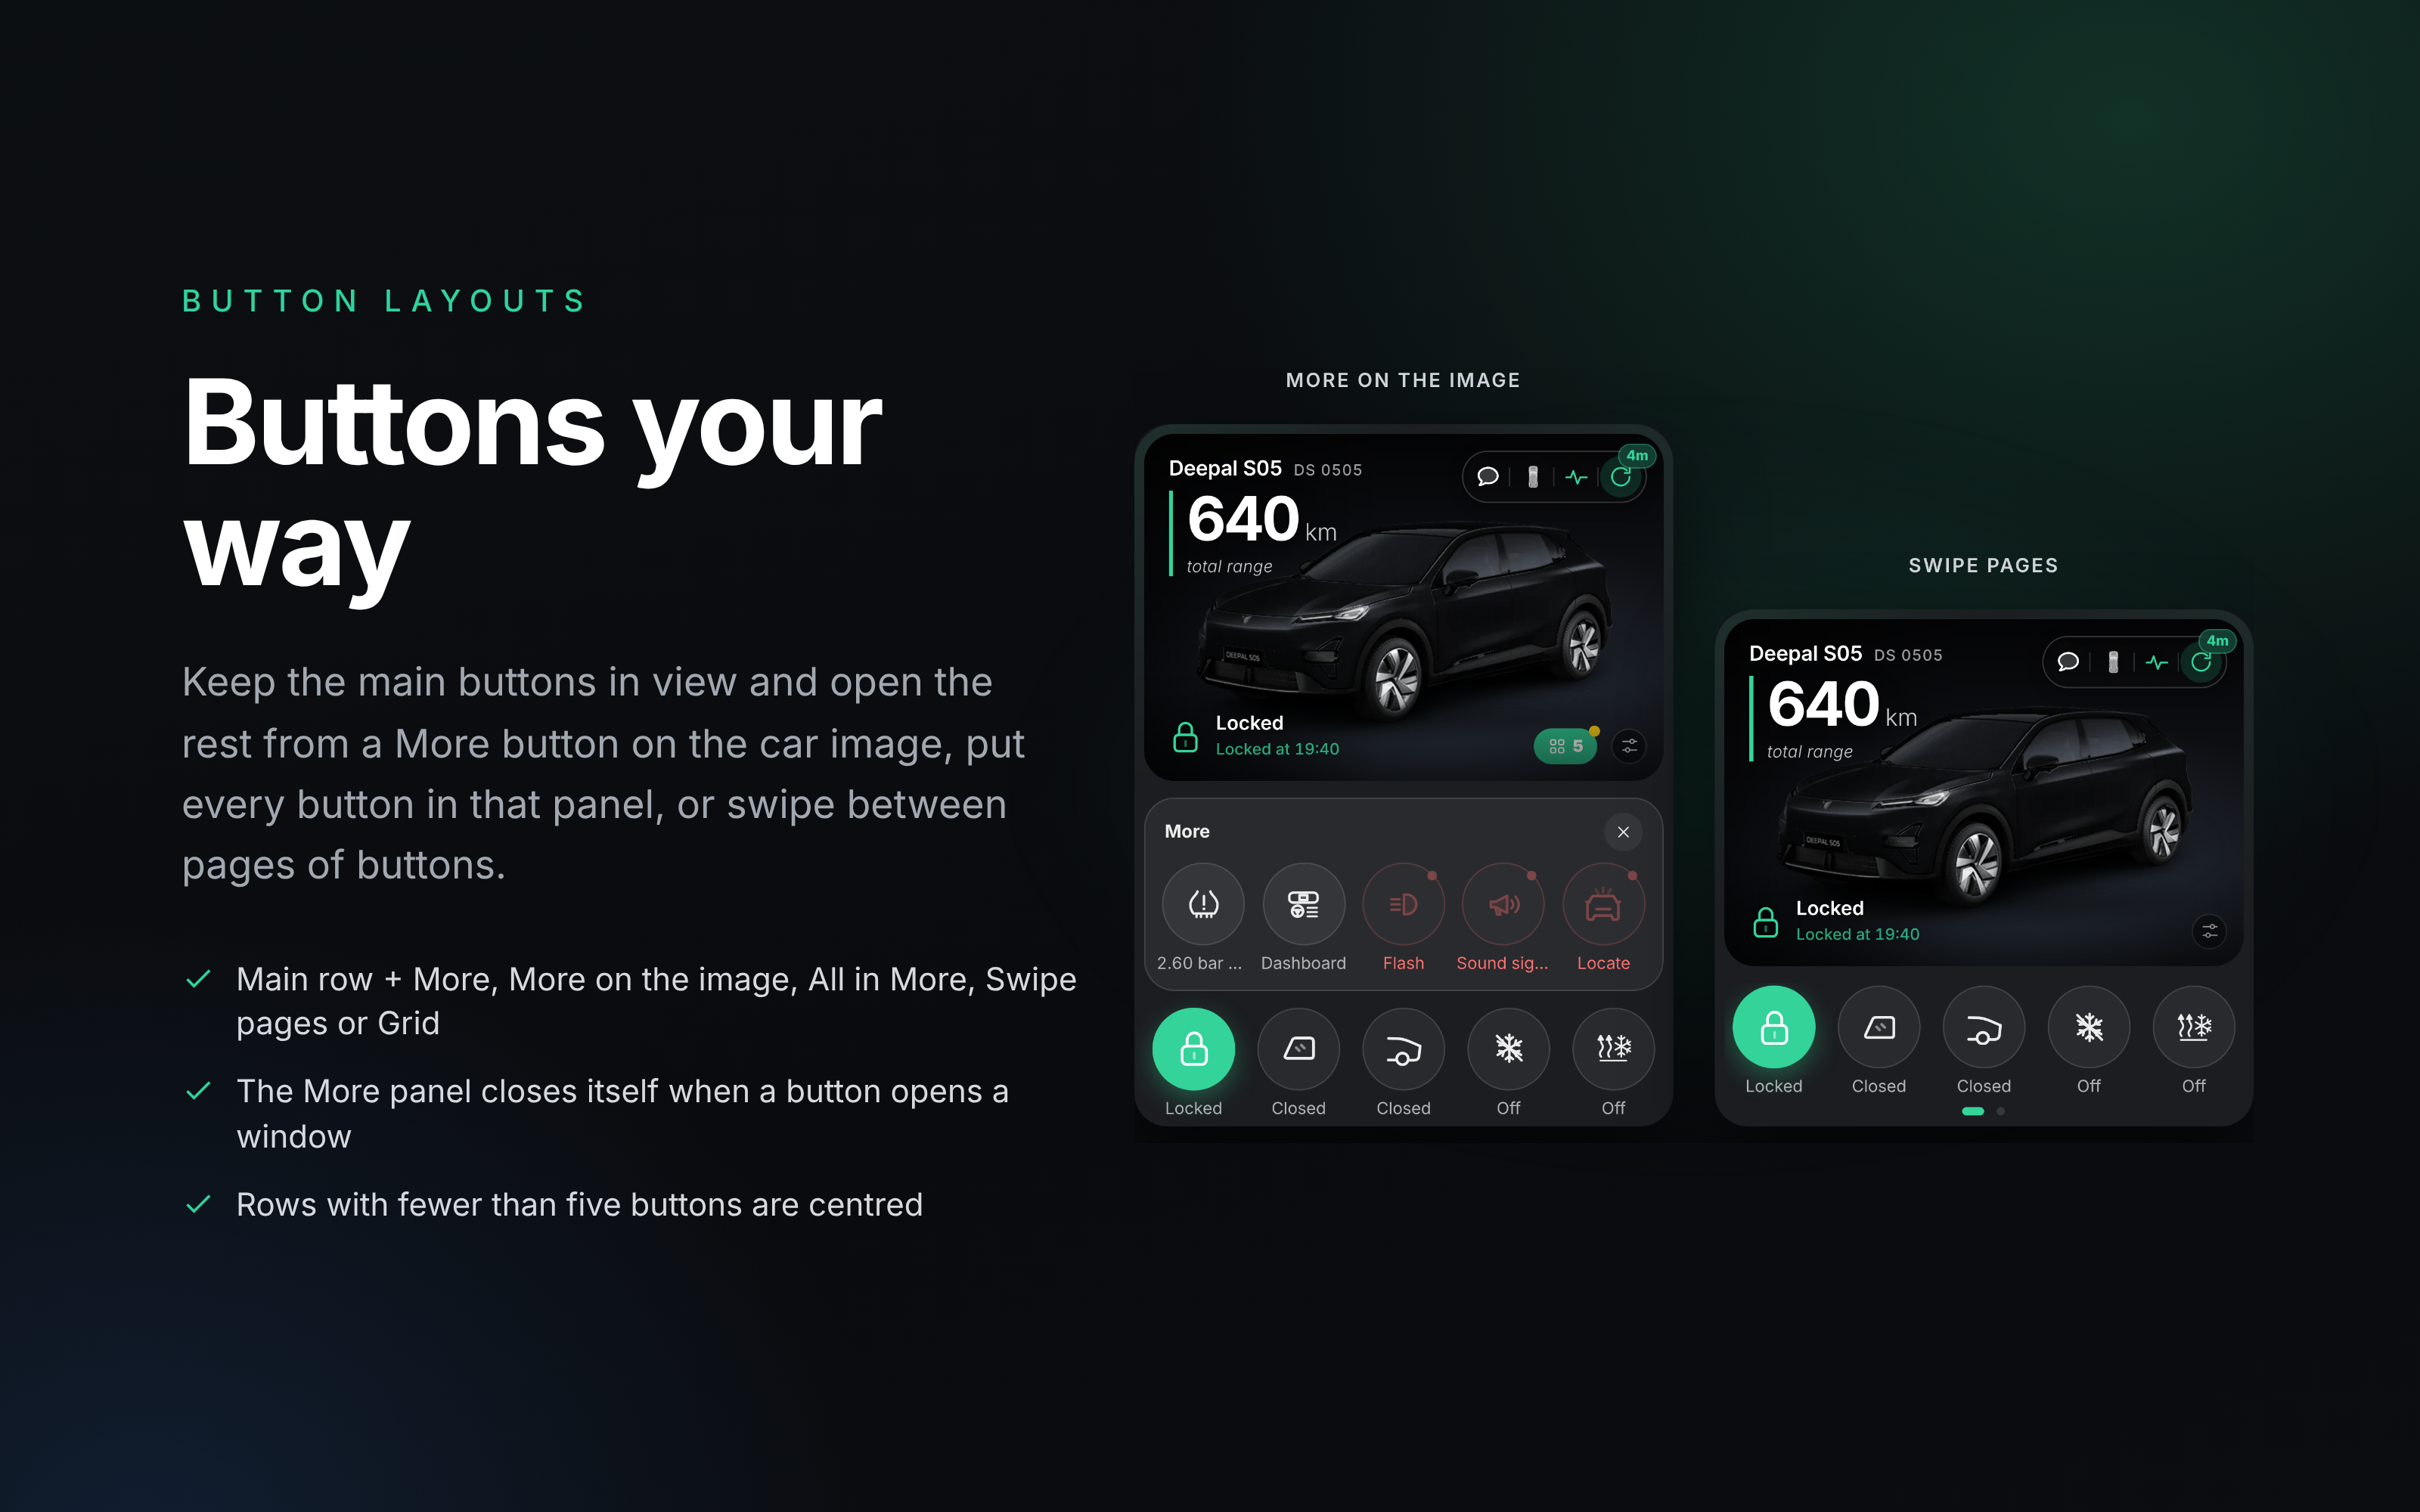 BUTTON LAYOUTS
Buttons your
way
Keep the main buttons in view and open the
rest from a More button on the car image, put
every button in that panel, or swipe between
pages of buttons.
Main row + More, More on the image, All in More, Swipe
pages or Grid
The More panel closes itself when a button opens a
window
Rows with fewer than five buttons are centred
MORE ON THE IMAGE
Deepal S05 DS 0505
4m
640 km
total range
DEEPAL S05
Locked
Locked at 19:40
5
More
2.60 bar ...
Dashboard
Flash
Sound sig...
Locate
Locked
Closed
Closed
Off
Off
SWIPE PAGES
Deepal S05 DS 0505
4m
640 km
total range
DEEPAL S05
Locked
Locked at 19:40
Locked
Closed
Closed
Off
Off